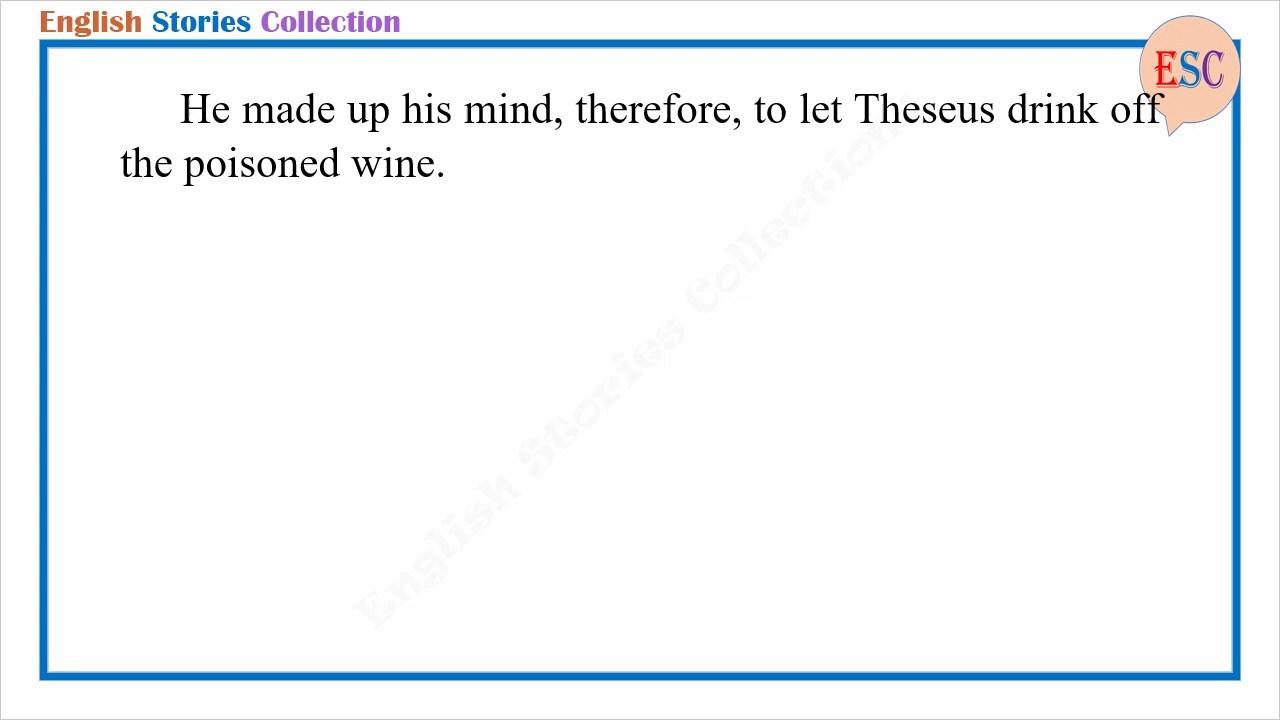 English Stories Collection
ESC
He made up his mind, therefore, to let Theseus drink off
the poisoned wine.
English Stories Collection